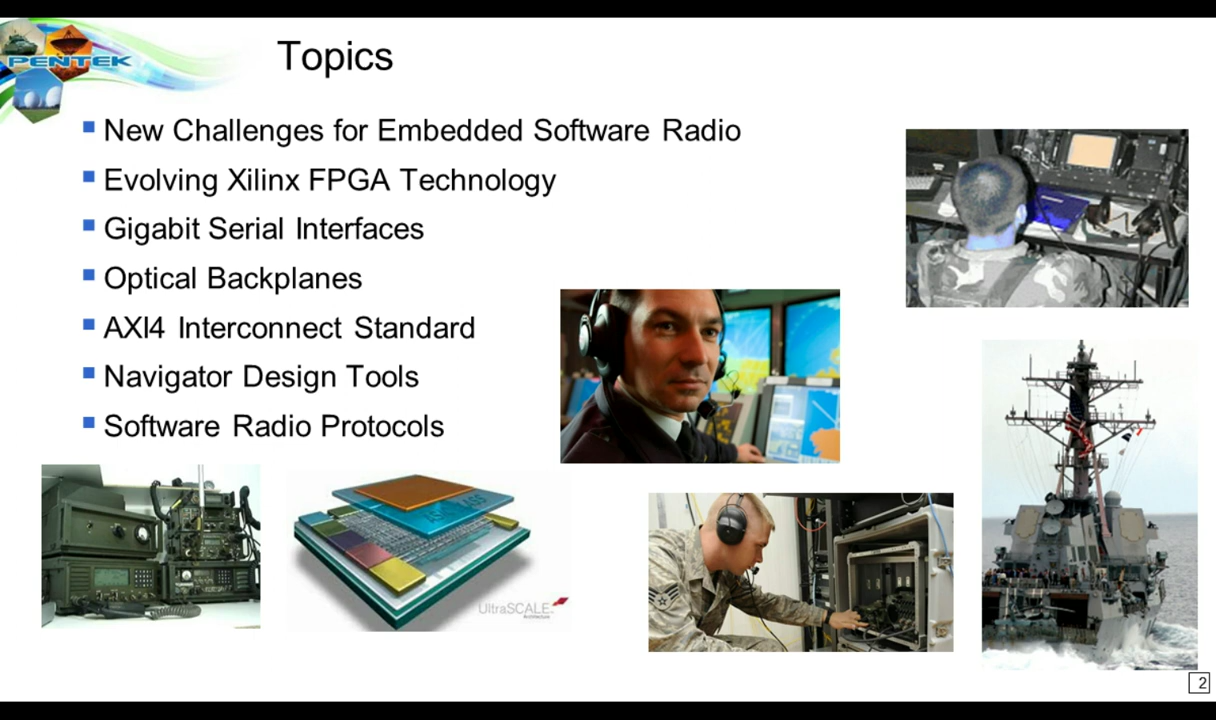 PENTEK
Topics
New Challenges for Embedded Software Radio
Evolving Xilinx FPGA Technology
Gigabit Serial Interfaces
Optical Backplanes
AXI4 Interconnect Standard
Navigator Design Tools
Software Radio Protocols
UltraSCALE
Architecture
2